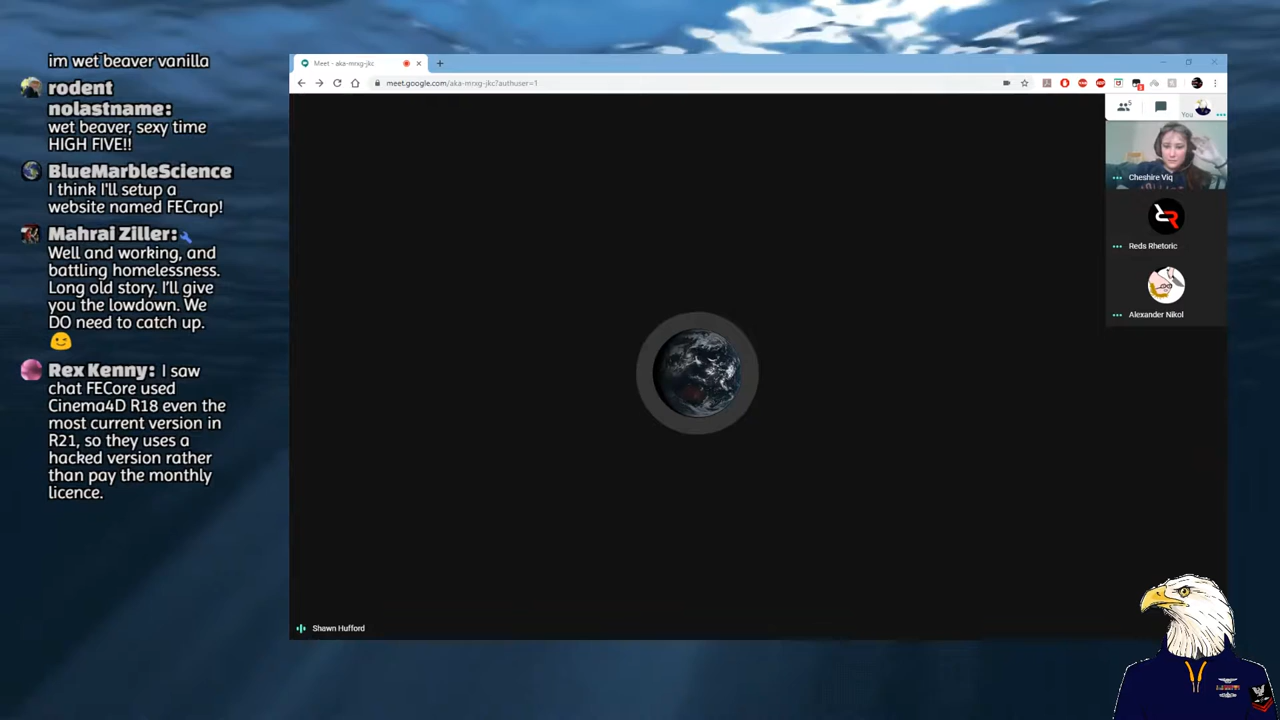 im wet beaver vanilla
rodent
nolastname:
wet beaver, sexy time
HIGH FIVE!!
BlueMarbleScience
I think I'll setup a
website named FECrap!
Mahrai Ziller:
Well and working, and
battling homelessness.
Long old story. I'll give
you the lowdown. We
DO need to catch up.
Rex Kenny: I saw
chat FECore used
Cinema4D R18 even the
most current version in
R21, so they uses a
hacked version rather
than pay the monthly
licence.
Meet - aka-mrxg-jkc
meet.google.com/aka-mrxg-jkc?authuser=1
5
You
Cheshire Viq
Reds Rhetoric
Alexander Nikol
Shawn Hufford